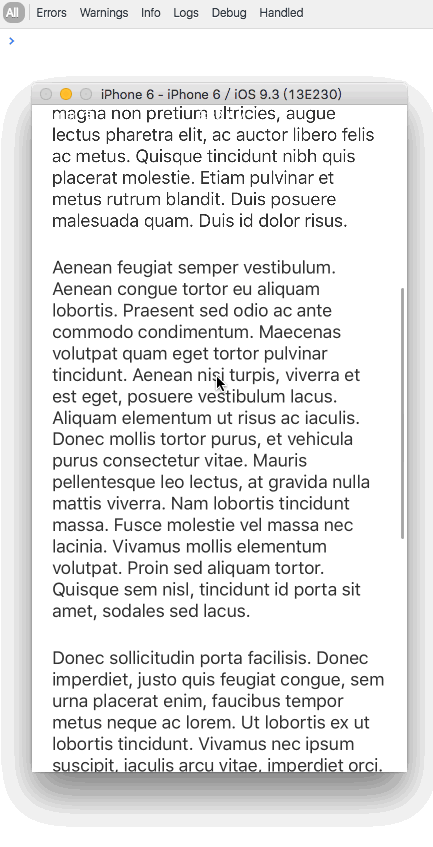 All Errors Warnings Info Logs Debug Handled
iPhone 6 - iPhone 6 / iOS 9.3 (13E230)
magna non pretium ultricies, augue
lectus pharetra elit, ac auctor libero felis
ac metus. Quisque tincidunt nibh quis
placerat molestie. Etiam pulvinar et
metus rutrum blandit. Duis posuere
malesuada quam. Duis id dolor risus.
Aenean feugiat semper vestibulum.
Aenean congue tortor eu aliquam
lobortis. Praesent sed odio ac ante
commodo condimentum. Maecenas
volutpat quam eget tortor pulvinar
tincidunt. Aenean nisi turpis, viverra et
est eget, posuere vestibulum lacus.
Aliquam elementum ut risus ac iaculis.
Donec mollis tortor purus, et vehicula
purus consectetur vitae. Mauris
pellentesque leo lectus, at gravida nulla
mattis viverra. Nam lobortis tincidunt
massa. Fusce molestie vel massa nec
lacinia. Vivamus mollis elementum
volutpat. Proin sed aliquam tortor.
Quisque sem nisl, tincidunt id porta sit
amet, sodales sed lacus.
Donec sollicitudin porta facilisis. Donec
imperdiet, justo quis feugiat congue, sem
urna placerat enim, faucibus tempor
metus neque ac lorem. Ut lobortis ex ut
lobortis tincidunt. Vivamus nec ipsum
suscipit, iaculis arcu vitae, imperdiet orci.